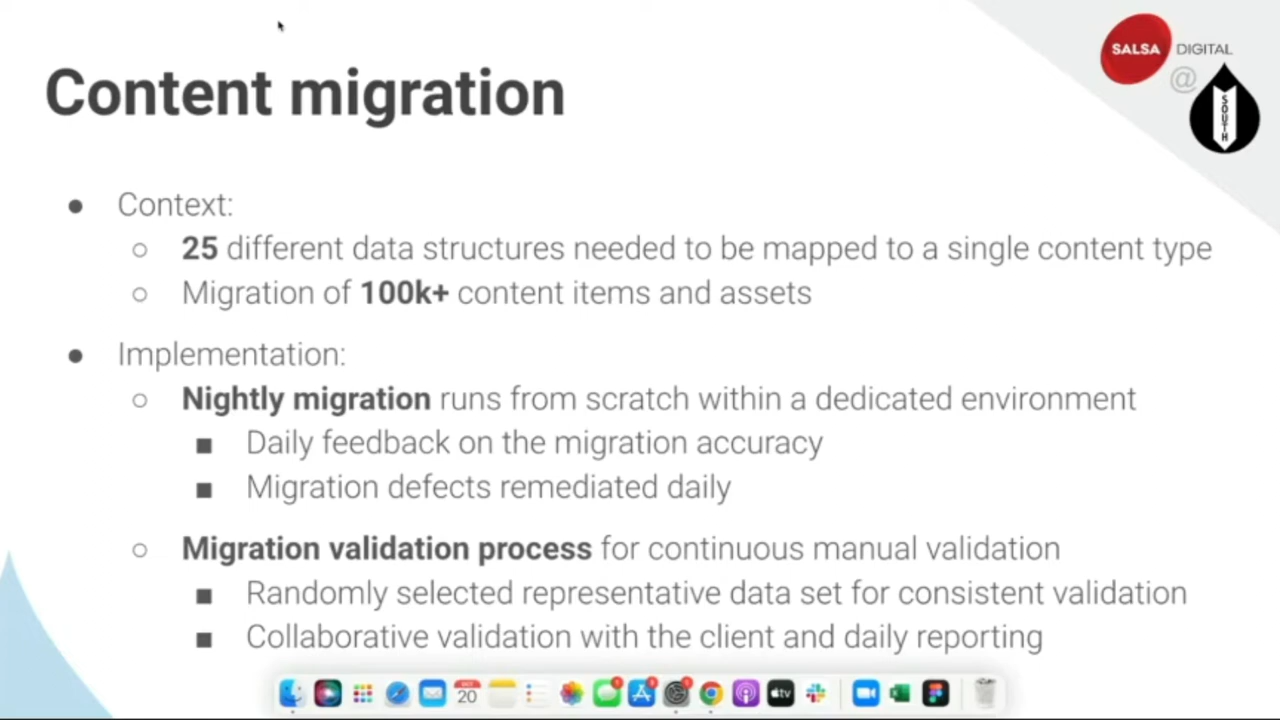 Content migration
SALSA DIGITAL
@
SOUTH
● Context:
○ 25 different data structures needed to be mapped to a single content type
○ Migration of 100k+ content items and assets
● Implementation:
○ Nightly migration runs from scratch within a dedicated environment
■ Daily feedback on the migration accuracy
■ Migration defects remediated daily
○ Migration validation process for continuous manual validation
■ Randomly selected representative data set for consistent validation
■ Collaborative validation with the client and daily reporting
20
tv